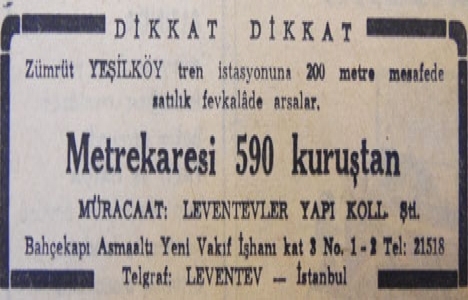 DİKKAT DİKKAT
Zümrüt YEŞİLKÖY tren istasyonuna 200 metre mesafede
satılık fevkalâde arsalar.
Metrekaresi 590 kuruştan
MÜRACAAT: LEVENTEVLER YAPI KOLL. Şti.
Bahçekapı Asmaaltı Yeni Vakıf İşhanı kat 3 No. 1 - 2 Tel: 21518
Telgraf: LEVENTEV — İstanbul